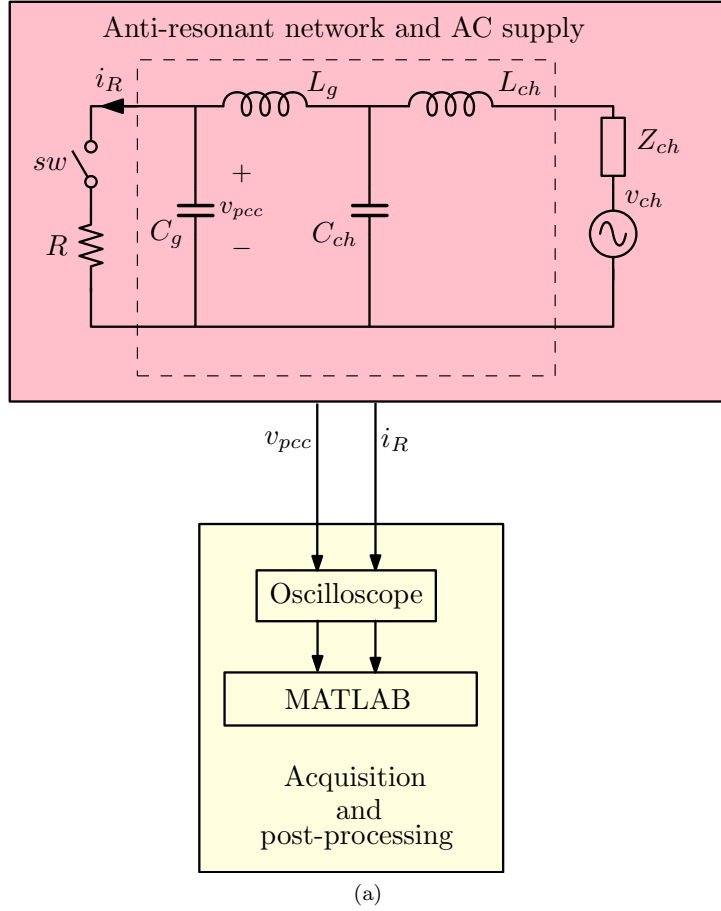 Anti-resonant network and AC supply
i_R
L_g
L_ch
Z_ch
sw
+
v_pcc
−
v_ch
R
C_g
C_ch
v_pcc
i_R
Oscilloscope
MATLAB
Acquisition
and
post-processing
(a)